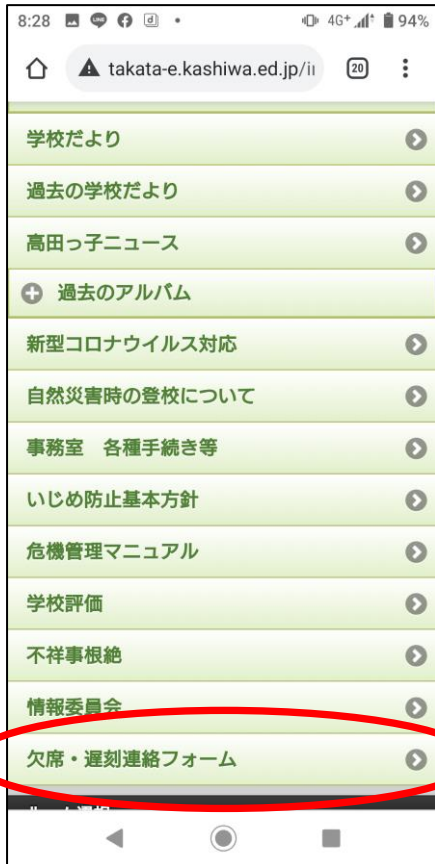 8:28 94%
4G+
takata-e.kashiwa.ed.jp/i
20
学校だより
過去の学校だより
高田っ子ニュース
過去のアルバム
新型コロナウイルス対応
自然災害時の登校について
事務室　各種手続き等
いじめ防止基本方針
危機管理マニュアル
学校評価
不祥事根絶
情報委員会
欠席・遅刻連絡フォーム